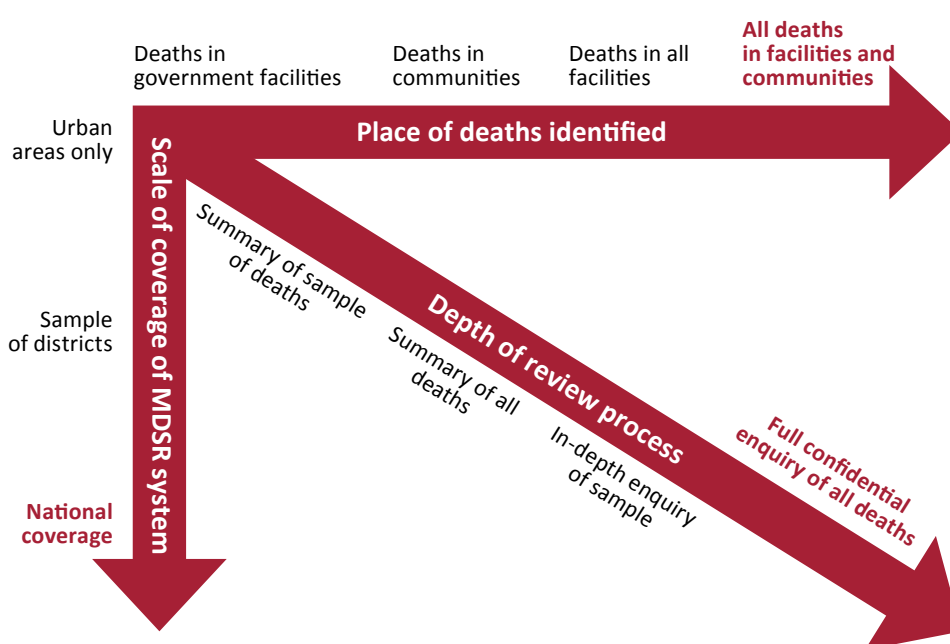 Deaths in
government facilities
Deaths in
communities
Deaths in all
facilities
All deaths
in facilities and
communities
Place of deaths identified
Urban
areas only
Sample
of districts
National
coverage
Scale of coverage of MDSR system
Depth of review process
Summary of sample
of deaths
Summary of all
deaths
In-depth enquiry
of sample
Full confidential
enquiry of all deaths